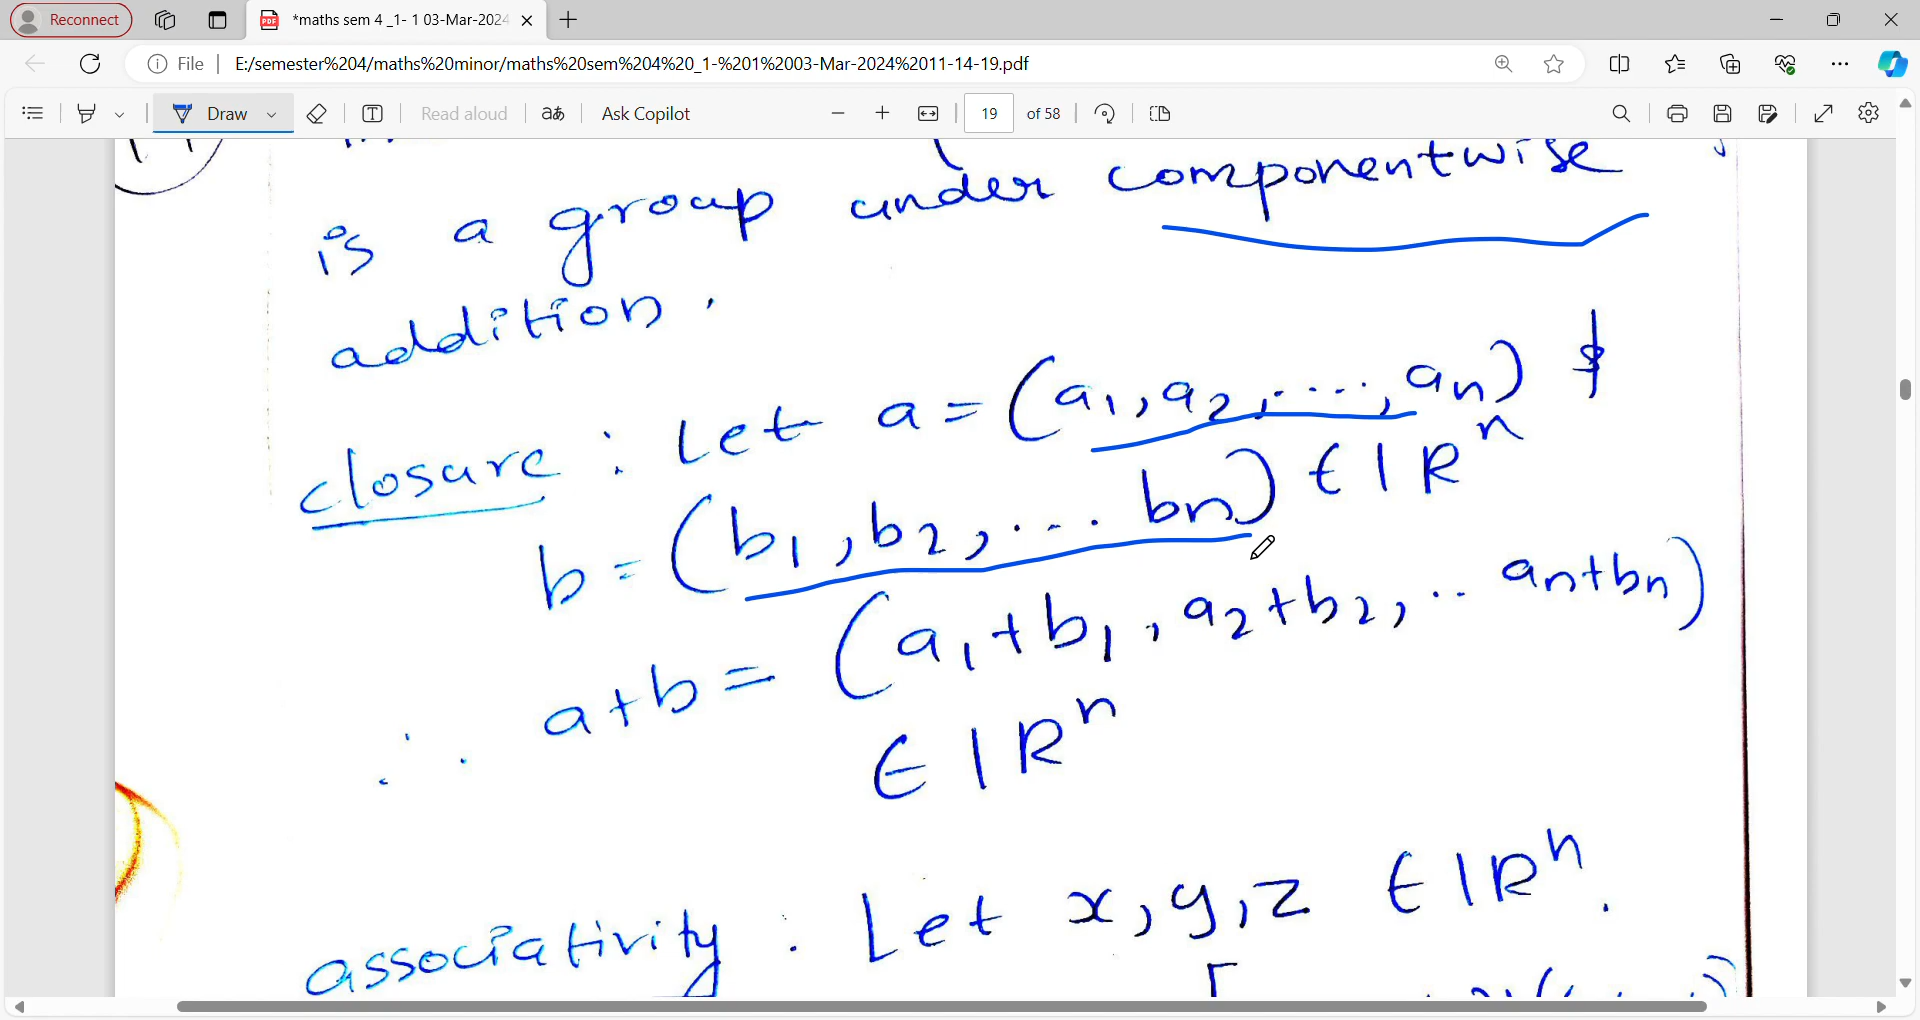 Reconnect
*maths sem 4 _1- 1 03-Mar-2024
File
E:/semester%204/maths%20minor/maths%20sem%204%20_1-%201%2003-Mar-2024%2011-14-19.pdf
Draw
Read aloud
aあ
Ask Copilot
19 of 58
is a group under componentwise
addition.
closure : Let a = (a1, a2, ...., an) &
b = (b1, b2, .... bn) ∈ IR^n
∴ a+b = (a1+b1, a2+b2, .. an+bn)
∈ IR^n
associativity : Let x, y, z ∈ IR^n.